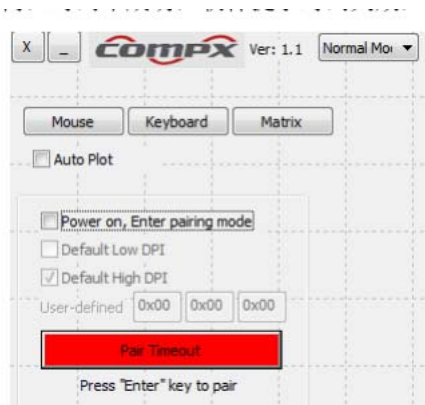 X _ Compx Ver: 1.1 Normal Mo
Mouse Keyboard Matrix
Auto Plot
Power on, Enter pairing mode
Default Low DPI
Default High DPI
User-defined 0x00 0x00 0x00
Pair Timeout
Press "Enter" key to pair